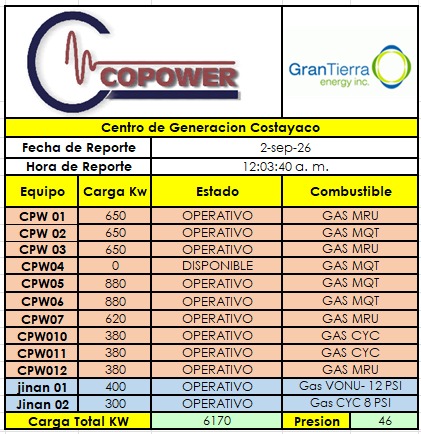 COPOWER
GranTierra
energy inc.
Centro de Generacion Costayaco
Fecha de Reporte 2-sep-26
Hora de Reporte 12:03:40 a. m.
Equipo Carga Kw Estado Combustible
CPW 01 650 OPERATIVO GAS MRU
CPW 02 650 OPERATIVO GAS MQT
CPW 03 650 OPERATIVO GAS MRU
CPW04 0 DISPONIBLE GAS MQT
CPW05 880 OPERATIVO GAS MQT
CPW06 880 OPERATIVO GAS MQT
CPW07 620 OPERATIVO GAS MRU
CPW010 380 OPERATIVO GAS CYC
CPW011 380 OPERATIVO GAS CYC
CPW012 380 OPERATIVO GAS MRU
jinan 01 400 OPERATIVO Gas VONU- 12 PSI
Jinan 02 300 OPERATIVO Gas CYC 8 PSI
Carga Total KW 6170 Presion 46